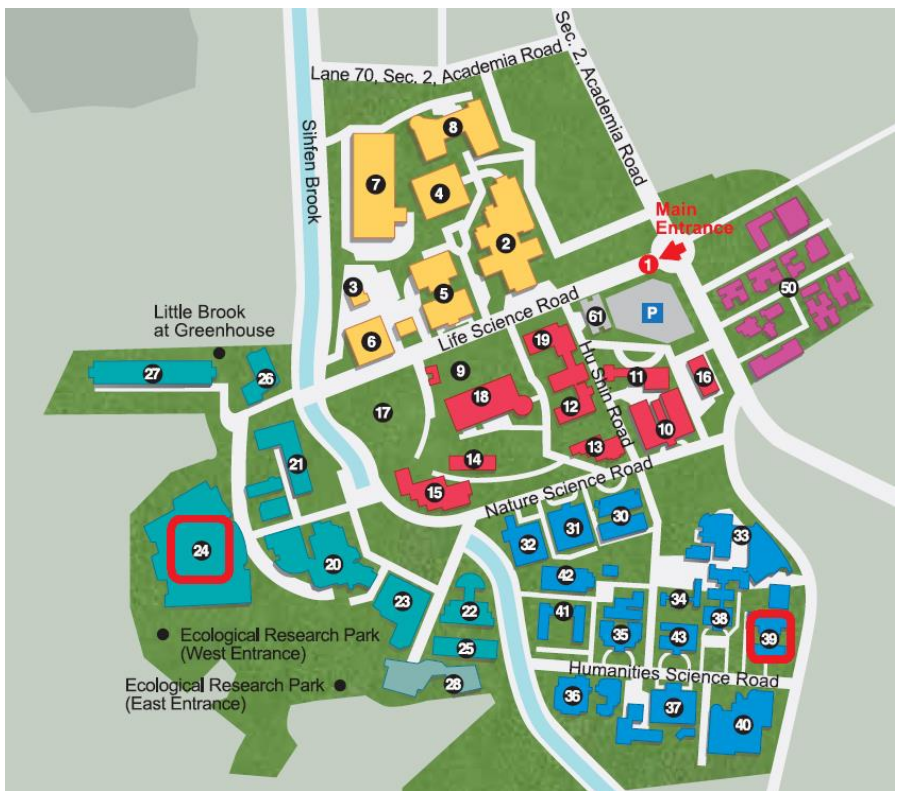 Lane 70, Sec. 2, Academia Road
Sec. 2, Academia Road
Sihfen Brook
8
7
4
2
Main
Entrance
1
3
5
50
6
61
P
Life Science Road
Little Brook
at Greenhouse
27
26
19
9
18
Hu Shin Road
11
16
12
17
10
13
21
14
15
Nature Science Road
24
20
32
31
30
33
42
23
22
41
34
38
35
43
39
25
Ecological Research Park
(West Entrance)
Humanities Science Road
28
Ecological Research Park
(East Entrance)
36
37
40